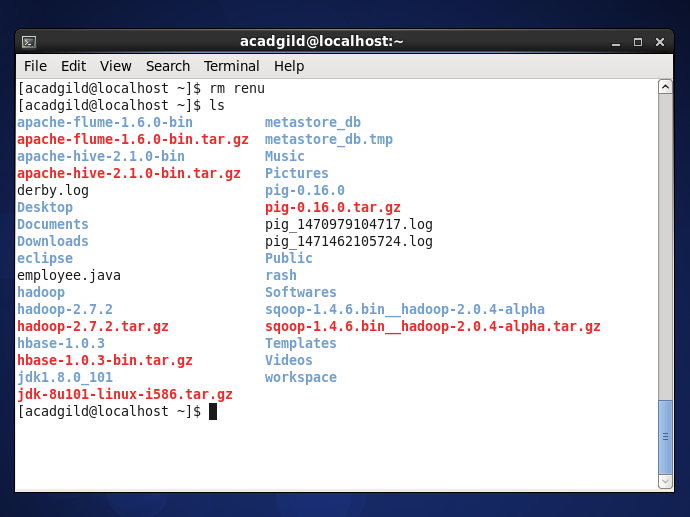 acadgild@localhost:~
File Edit View Search Terminal Help
[acadgild@localhost ~]$ rm renu
[acadgild@localhost ~]$ ls
apache-flume-1.6.0-bin metastore_db
apache-flume-1.6.0-bin.tar.gz metastore_db.tmp
apache-hive-2.1.0-bin Music
apache-hive-2.1.0-bin.tar.gz Pictures
derby.log pig-0.16.0
Desktop pig-0.16.0.tar.gz
Documents pig_1470979104717.log
Downloads pig_1471462105724.log
eclipse Public
employee.java rash
hadoop Softwares
hadoop-2.7.2 sqoop-1.4.6.bin__hadoop-2.0.4-alpha
hadoop-2.7.2.tar.gz sqoop-1.4.6.bin__hadoop-2.0.4-alpha.tar.gz
hbase-1.0.3 Templates
hbase-1.0.3-bin.tar.gz Videos
jdk1.8.0_101 workspace
jdk-8u101-linux-i586.tar.gz
[acadgild@localhost ~]$